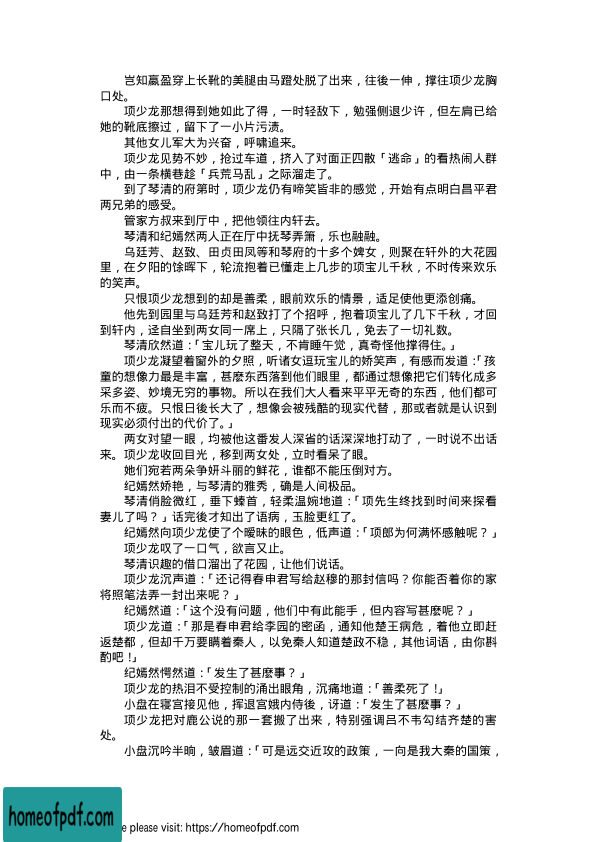 岂知嬴盈穿上长靴的美腿由马蹬处脱了出来，往後一伸，撑往项少龙胸
口处。
项少龙那想得到她如此了得，一时轻敌下，勉强侧退少许，但左肩已给
她的靴底擦过，留下了一小片污渍。
其他女儿军大为兴奋，呼啸追来。
项少龙见势不妙，抢过车道，挤入了对面正四散「逃命」的看热闹人群
中，由一条横巷趁「兵荒马乱」之际溜走了。
到了琴清的府第时，项少龙仍有啼笑皆非的感觉，开始有点明白昌平君
两兄弟的感受。
管家方叔来到厅中，把他领往内轩去。
琴清和纪嫣然两人正在厅中抚琴弄箫，乐也融融。
乌廷芳、赵致、田贞田凤等和琴府的十多个婢女，则聚在轩外的大花园
里，在夕阳的馀晖下，轮流抱着已懂走上几步的项宝儿千秋，不时传来欢乐
的笑声。
只恨项少龙想到的却是善柔，眼前欢乐的情景，适足使他更添创痛。
他先到园里与乌廷芳和赵致打了个招呼，抱着项宝儿了几下千秋，才回
到轩内，迳自坐到两女同一席上，只隔了张长几，免去了一切礼数。
琴清欣然道：「宝儿玩了整天，不肯睡午觉，真奇怪他撑得住。」
项少龙凝望着窗外的夕照，听诸女逗玩宝儿的娇笑声，有感而发道：「孩
童的想像力最是丰富，甚麽东西落到他们眼里，都通过想像把它们转化成多
采多姿、妙境无穷的事物。所以在我们大人看来平平无奇的东西，他们都可
乐而不疲。只恨日後长大了，想像会被残酷的现实代替，那或者就是认识到
现实必须付出的代价了。」
两女对望一眼，均被他这番发人深省的话深深地打动了，一时说不出话
来。项少龙收回目光，移到两女处，立时看呆了眼。
她们宛若两朵争妍斗丽的鲜花，谁都不能压倒对方。
纪嫣然娇艳，与琴清的雅秀，确是人间极品。
琴清俏脸微红，垂下螓首，轻柔温婉地道：「项先生终找到时间来探看
妻儿了吗？」话完後才知出了语病，玉脸更红了。
纪嫣然向项少龙使了个暧昧的眼色，低声道：「项郎为何满怀感触呢？」
项少龙叹了一口气，欲言又止。
琴清识趣的借口溜出了花园，让他们说话。
项少龙沉声道：「还记得春申君写给赵穆的那封信吗？你能否着你的家
将照笔法弄一封出来呢？」
纪嫣然道：「这个没有问题，他们中有此能手，但内容写甚麽呢？」
项少龙道：「那是春申君给李园的密函，通知他楚王病危，着他立即赶
返楚都，但却千万要瞒着秦人，以免秦人知道楚政不稳，其他词语，由你斟
酌吧！」
纪嫣然愕然道：「发生了甚麽事？」
项少龙的热泪不受控制的涌出眼角，沉痛地道：「善柔死了！」
小盘在寝宫接见他，挥退宫娥内侍後，讶道：「发生了甚麽事？」
项少龙把对鹿公说的那一套搬了出来，特别强调吕不韦勾结齐楚的害
处。
小盘沉吟半晌，皱眉道：「可是远交近攻的政策，一向是我大秦的国策，
homeofpdf.com
e please visit: https://homeofpdf.com